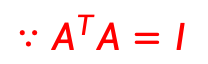 ∵ AᵀA = I